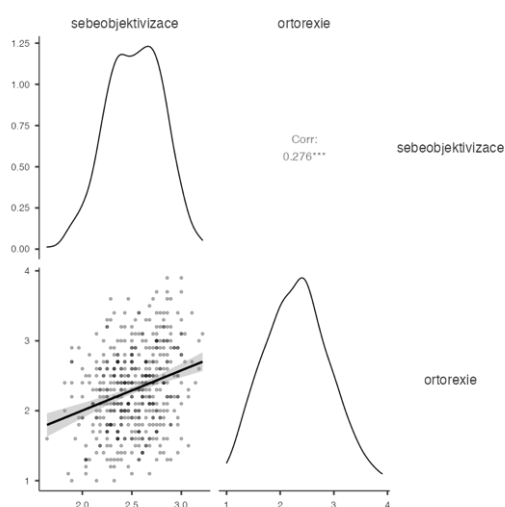 sebeobjektivizace ortorexie
1.25
1.00
0.75
0.50
0.25
0.00
Corr:
0.276***
sebeobjektivizace
4
3
2
1
ortorexie
2.0 2.5 3.0 1 2 3 4